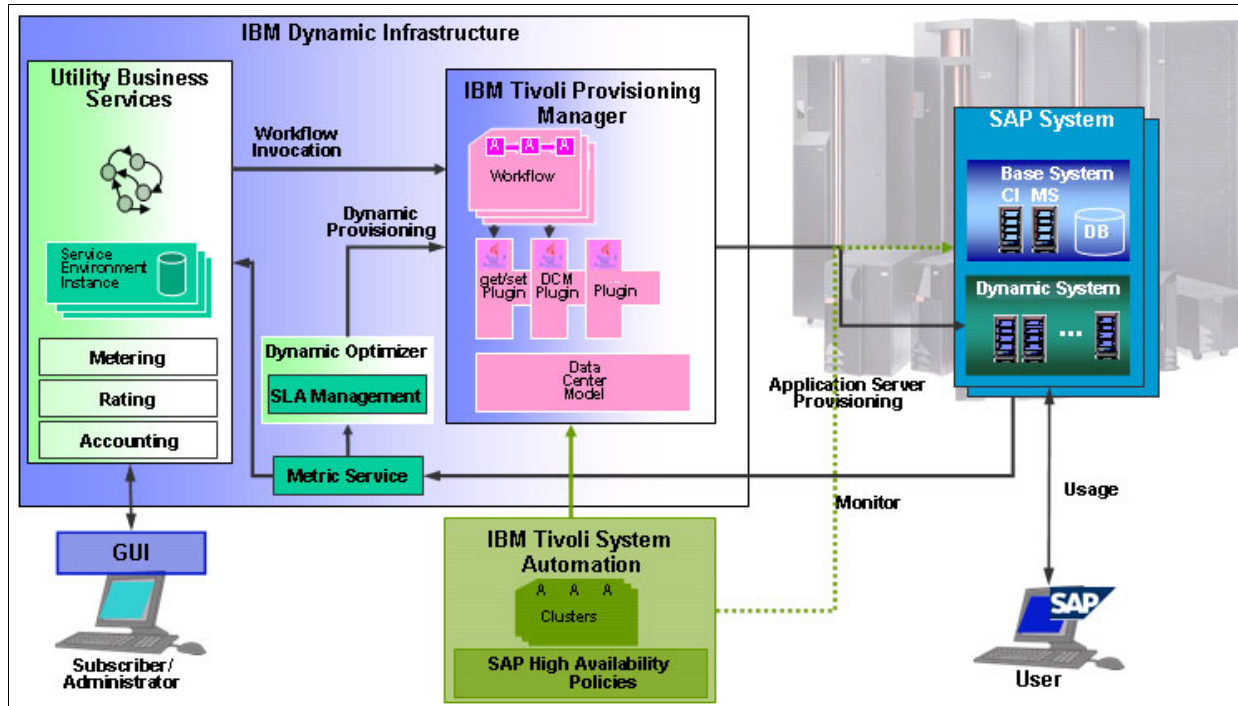 IBM Dynamic Infrastructure
Utility Business
Services
Service
Environment
Instance
Metering
Rating
Accounting
Workflow
Invocation
Dynamic
Provisioning
Dynamic Optimizer
SLA Management
Metric Service
IBM Tivoli Provisioning
Manager
A A A
Workflow
get/set
Plugin
DCM
Plugin
...
Plugin
Data
Center
Model
SAP System
Base System
CI MS
DB
Dynamic System
...
Application Server
Provisioning
Monitor
Usage
GUI
Subscriber/
Administrator
IBM Tivoli System
Automation
A A A
Clusters
SAP High Availability
Policies
SAP
User